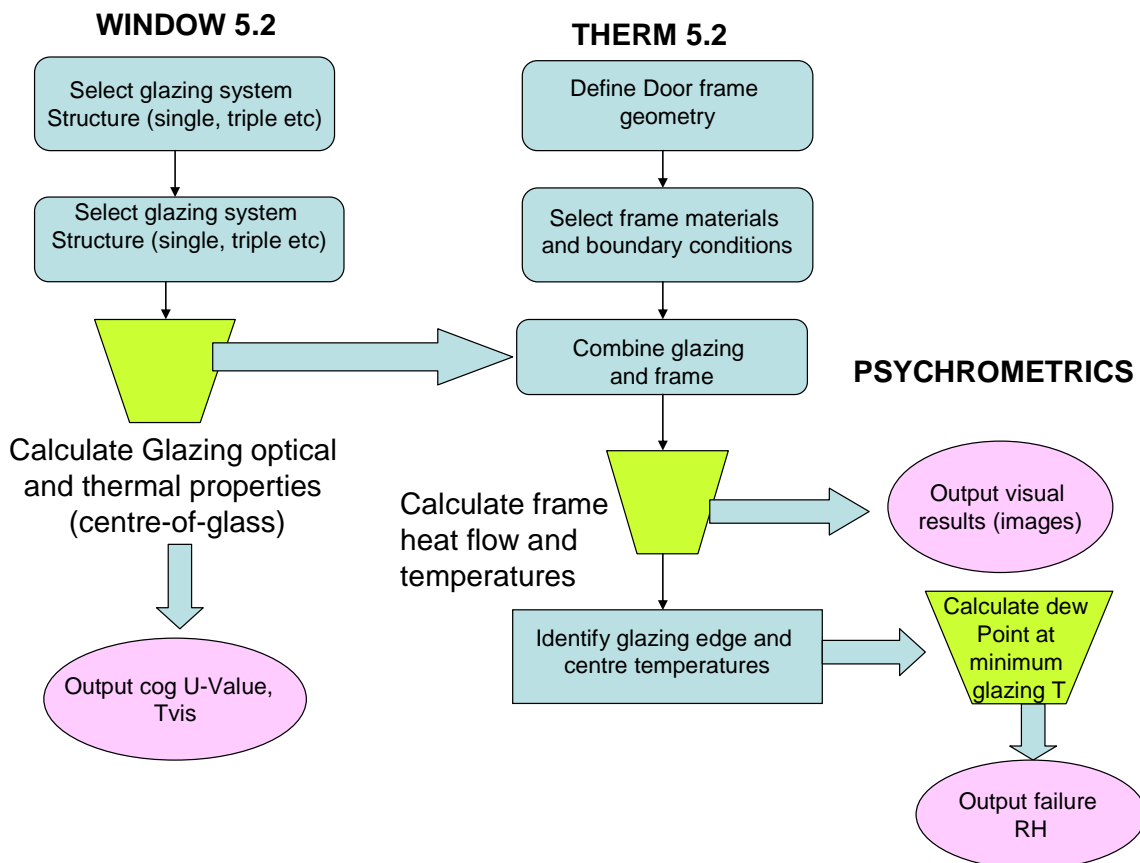 WINDOW 5.2
Select glazing system
Structure (single, triple etc)
Select glazing system
Structure (single, triple etc)
Calculate Glazing optical
and thermal properties
(centre-of-glass)
Output cog U-Value,
Tvis
THERM 5.2
Define Door frame
geometry
Select frame materials
and boundary conditions
Combine glazing
and frame
Calculate frame
heat flow and
temperatures
Identify glazing edge and
centre temperatures
PSYCHROMETRICS
Output visual
results (images)
Calculate dew
Point at
minimum
glazing T
Output failure
RH